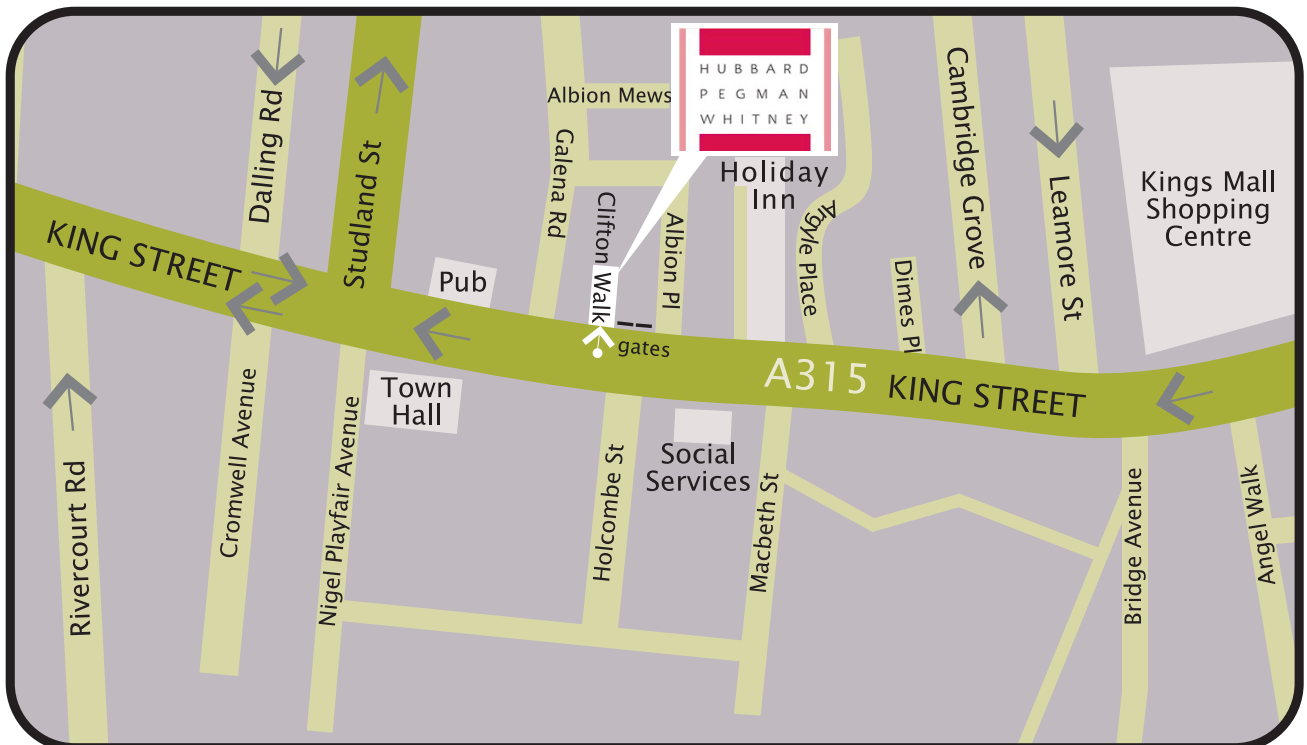 HUBBARD
PEGMAN
WHITNEY
Albion Mews
Dalling Rd
Studland St
Galena Rd
Clifton Walk
Albion Pl
Holiday
Inn
Argyle Place
Cambridge Grove
Leamore St
Kings Mall
Shopping
Centre
KING STREET
Pub
Dimes Pl
gates
A315 KING STREET
Town
Hall
Social
Services
Rivercourt Rd
Cromwell Avenue
Nigel Playfair Avenue
Holcombe St
Macbeth St
Bridge Avenue
Angel Walk